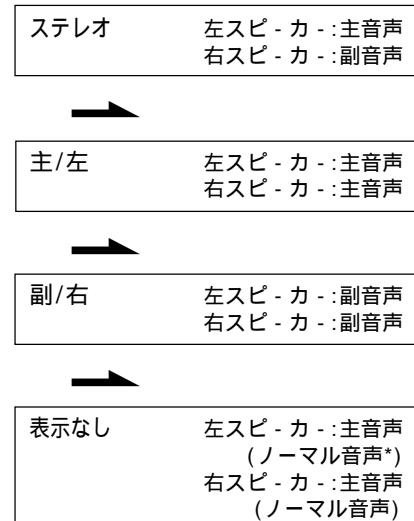 ステレオ 左スピ - カ - :主音声
右スピ - カ - :副音声
主/左 左スピ - カ - :主音声
右スピ - カ - :主音声
副/右 左スピ - カ - :副音声
右スピ - カ - :副音声
表示なし 左スピ - カ - :主音声
(ノーマル音声*)
右スピ - カ - :主音声
(ノーマル音声)